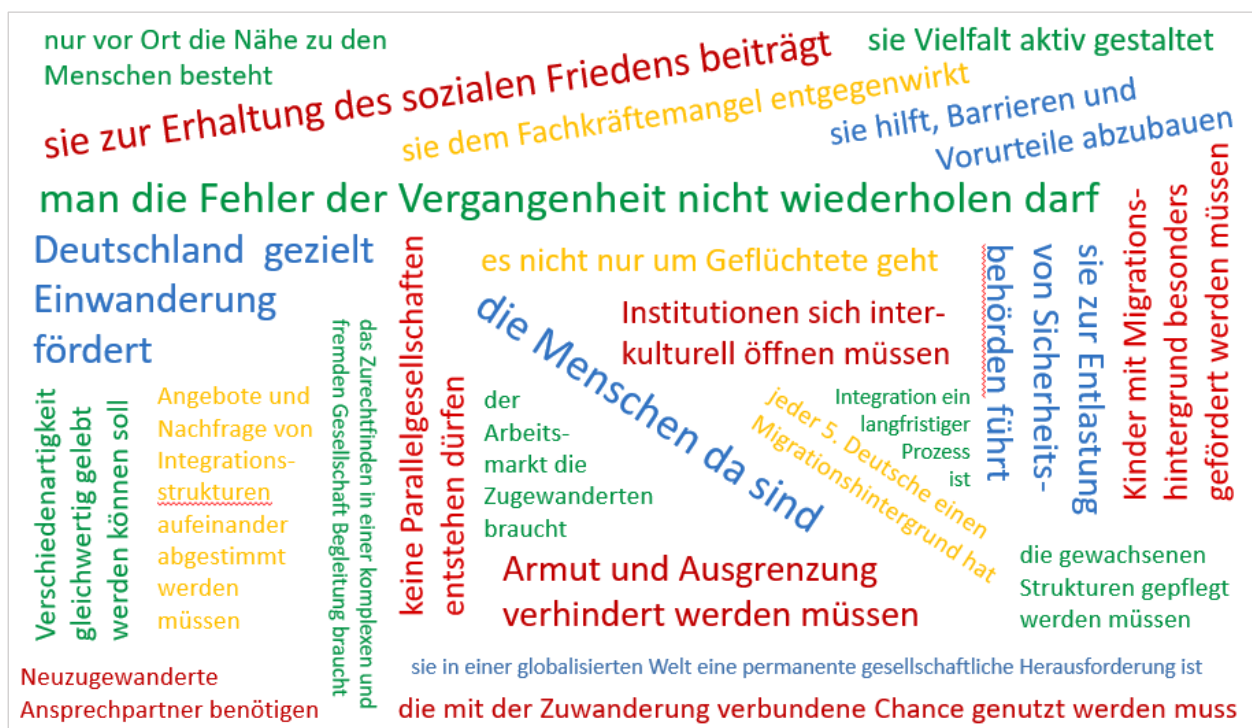 nur vor Ort die Nähe zu den
Menschen besteht
sie Vielfalt aktiv gestaltet
sie zur Erhaltung des sozialen Friedens beiträgt
sie dem Fachkräftemangel entgegenwirkt
sie hilft, Barrieren und
Vorurteile abzubauen
man die Fehler der Vergangenheit nicht wiederholen darf
Deutschland gezielt
Einwanderung
fördert
keine Parallelgesellschaften
entstehen dürfen
es nicht nur um Geflüchtete geht
Institutionen sich inter-
kulturell öffnen müssen
die Menschen da sind
sie zur Entlastung
von Sicherheits-
behörden führt
Kinder mit Migrations-
hintergrund besonders
gefördert werden müssen
Verschiedenartigkeit
gleichwertig gelebt
werden können soll
Angebote und
Nachfrage von
Integrations-
strukturen
aufeinander
abgestimmt
werden
müssen
das Zurechtfinden in einer komplexen und
fremden Gesellschaft Begleitung braucht
der
Arbeits-
markt die
Zugewanderten
braucht
jeder 5. Deutsche einen
Migrationshintergrund hat
Integration ein
langfristiger
Prozess
ist
Armut und Ausgrenzung
verhindert werden müssen
die gewachsenen
Strukturen gepflegt
werden müssen
Neuzugewanderte
Ansprechpartner benötigen
sie in einer globalisierten Welt eine permanente gesellschaftliche Herausforderung ist
die mit der Zuwanderung verbundene Chance genutzt werden muss